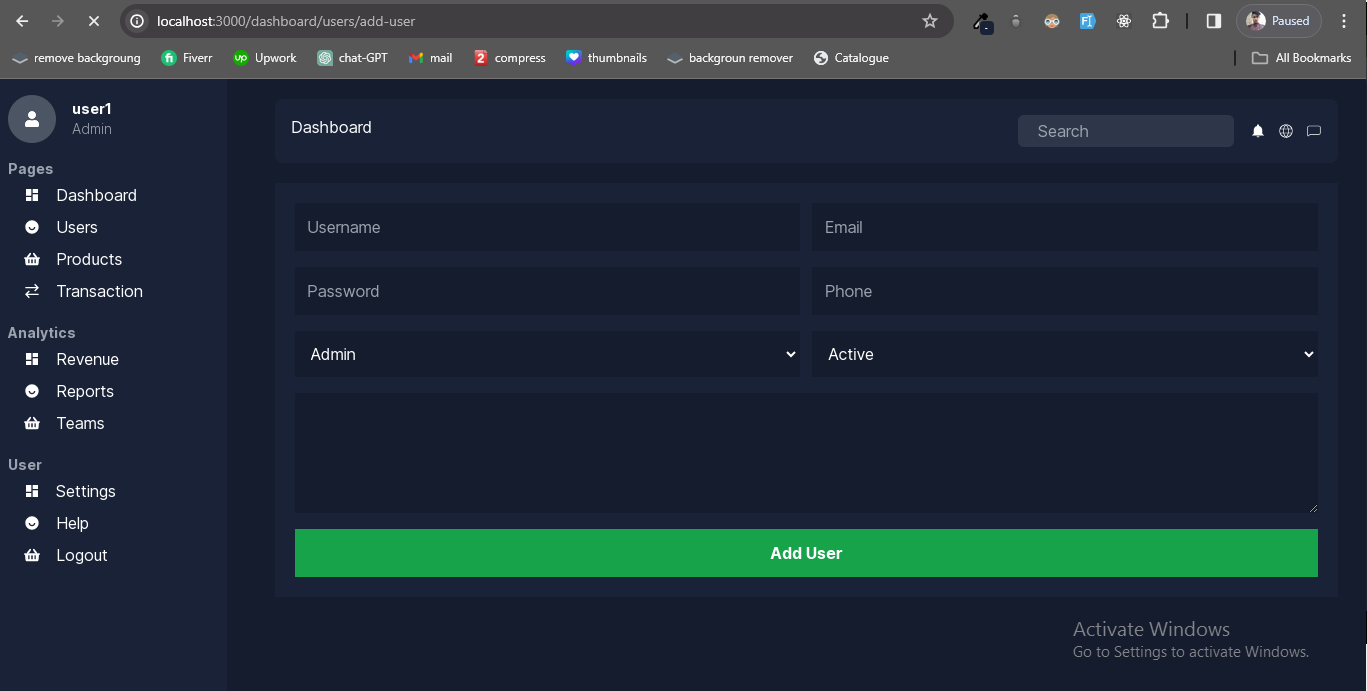 localhost:3000/dashboard/users/add-user
Paused
remove backgroung
Fiverr
Upwork
chat-GPT
mail
compress
thumbnails
backgroun remover
Catalogue
All Bookmarks
user1
Admin
Pages
Dashboard
Users
Products
Transaction
Analytics
Revenue
Reports
Teams
User
Settings
Help
Logout
Dashboard
Search
Username
Email
Password
Phone
Admin
Active
Add User
Activate Windows
Go to Settings to activate Windows.